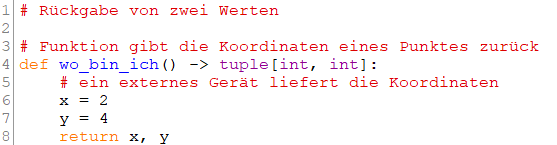 1 # Rückgabe von zwei Werten
2
3 # Funktion gibt die Koordinaten eines Punktes zurück
4 def wo_bin_ich() -> tuple[int, int]:
5     # ein externes Gerät liefert die Koordinaten
6     x = 2
7     y = 4
8     return x, y